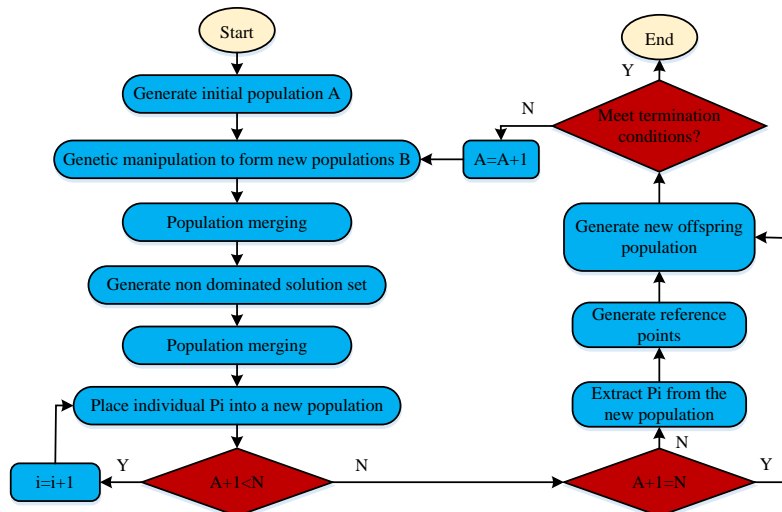 Start
Generate initial population A
Genetic manipulation to form new populations B
Population merging
Generate non dominated solution set
Population merging
Place individual Pi into a new population
A+1<N
Y
i=i+1
N
A+1=N
Y
N
Extract Pi from the
new population
Generate reference
points
Generate new offspring
population
Meet termination
conditions?
N
A=A+1
Y
End